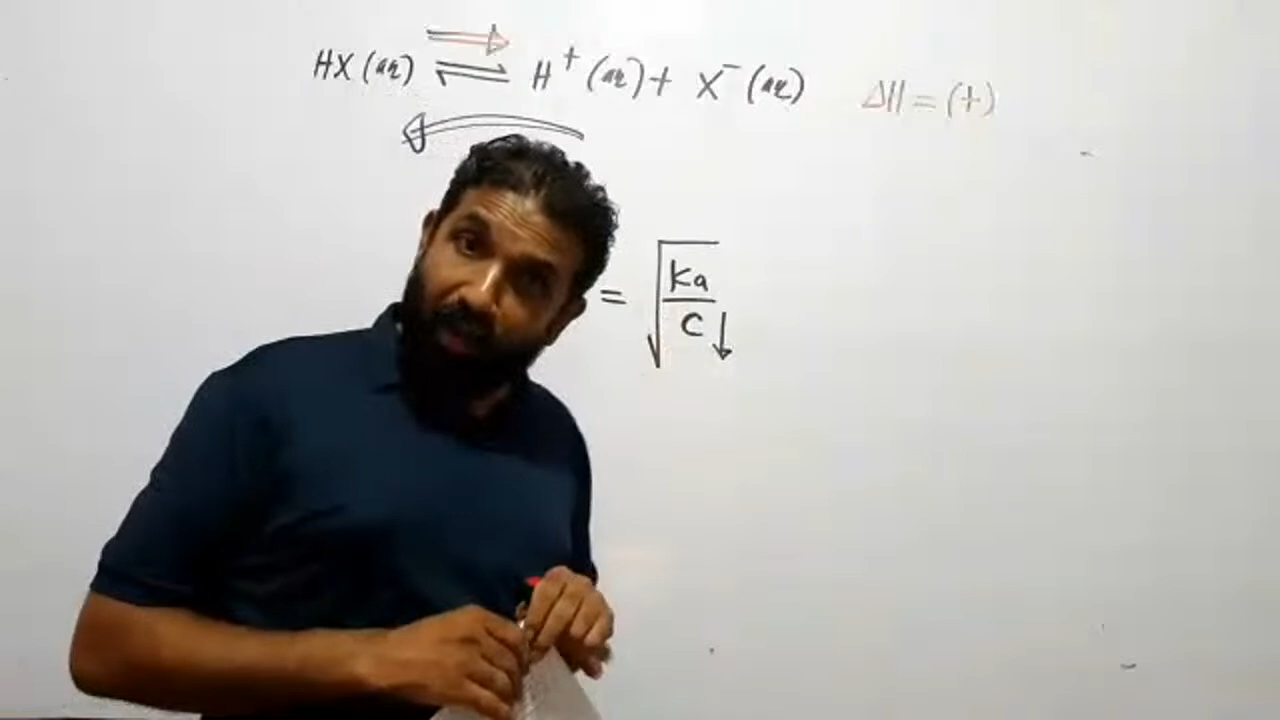 HX (aq) ⇌ H⁺ (aq) + X⁻ (aq) ΔH = (+)
= √(Ka/C↓)